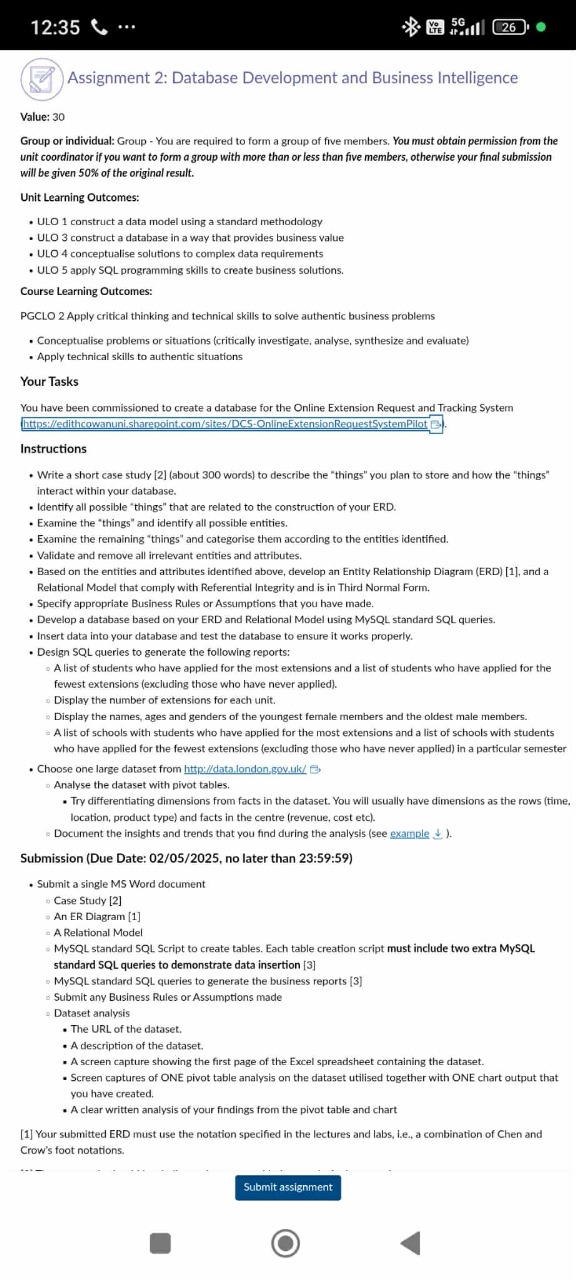 12:35
Vo LTE 5G 26
Assignment 2: Database Development and Business Intelligence
Value: 30
Group or individual: Group - You are required to form a group of five members. You must obtain permission from the
unit coordinator if you want to form a group with more than or less than five members, otherwise your final submission
will be given 50% of the original result.
Unit Learning Outcomes:
• ULO 1 construct a data model using a standard methodology
• ULO 3 construct a database in a way that provides business value
• ULO 4 conceptualise solutions to complex data requirements
• ULO 5 apply SQL programming skills to create business solutions.
Course Learning Outcomes:
PGCLO 2 Apply critical thinking and technical skills to solve authentic business problems
• Conceptualise problems or situations (critically investigate, analyse, synthesize and evaluate)
• Apply technical skills to authentic situations
Your Tasks
You have been commissioned to create a database for the Online Extension Request and Tracking System
(https://edithcowanuni.sharepoint.com/sites/DCS-OnlineExtensionRequestSystemPilot).
Instructions
• Write a short case study [2] (about 300 words) to describe the "things" you plan to store and how the "things"
interact within your database.
• Identify all possible "things" that are related to the construction of your ERD.
• Examine the "things" and identify all possible entities.
• Examine the remaining "things" and categorise them according to the entities identified.
• Validate and remove all irrelevant entities and attributes.
• Based on the entities and attributes identified above, develop an Entity Relationship Diagram (ERD) [1], and a
Relational Model that comply with Referential Integrity and is in Third Normal Form.
• Specify appropriate Business Rules or Assumptions that you have made.
• Develop a database based on your ERD and Relational Model using MySQL standard SQL queries.
• Insert data into your database and test the database to ensure it works properly.
• Design SQL queries to generate the following reports:
◦ A list of students who have applied for the most extensions and a list of students who have applied for the
fewest extensions (excluding those who have never applied).
◦ Display the number of extensions for each unit.
◦ Display the names, ages and genders of the youngest female members and the oldest male members.
◦ A list of schools with students who have applied for the most extensions and a list of schools with students
who have applied for the fewest extensions (excluding those who have never applied) in a particular semester
• Choose one large dataset from http://data.london.gov.uk/
◦ Analyse the dataset with pivot tables.
▪ Try differentiating dimensions from facts in the dataset. You will usually have dimensions as the rows (time,
location, product type) and facts in the centre (revenue, cost etc).
◦ Document the insights and trends that you find during the analysis (see example ).
Submission (Due Date: 02/05/2025, no later than 23:59:59)
• Submit a single MS Word document
◦ Case Study [2]
◦ An ER Diagram [1]
◦ A Relational Model
◦ MySQL standard SQL Script to create tables. Each table creation script must include two extra MySQL
standard SQL queries to demonstrate data insertion [3]
◦ MySQL standard SQL queries to generate the business reports [3]
◦ Submit any Business Rules or Assumptions made
◦ Dataset analysis
▪ The URL of the dataset.
▪ A description of the dataset.
▪ A screen capture showing the first page of the Excel spreadsheet containing the dataset.
▪ Screen captures of ONE pivot table analysis on the dataset utilised together with ONE chart output that
you have created.
▪ A clear written analysis of your findings from the pivot table and chart
[1] Your submitted ERD must use the notation specified in the lectures and labs, i.e., a combination of Chen and
Crow's foot notations.
Submit assignment